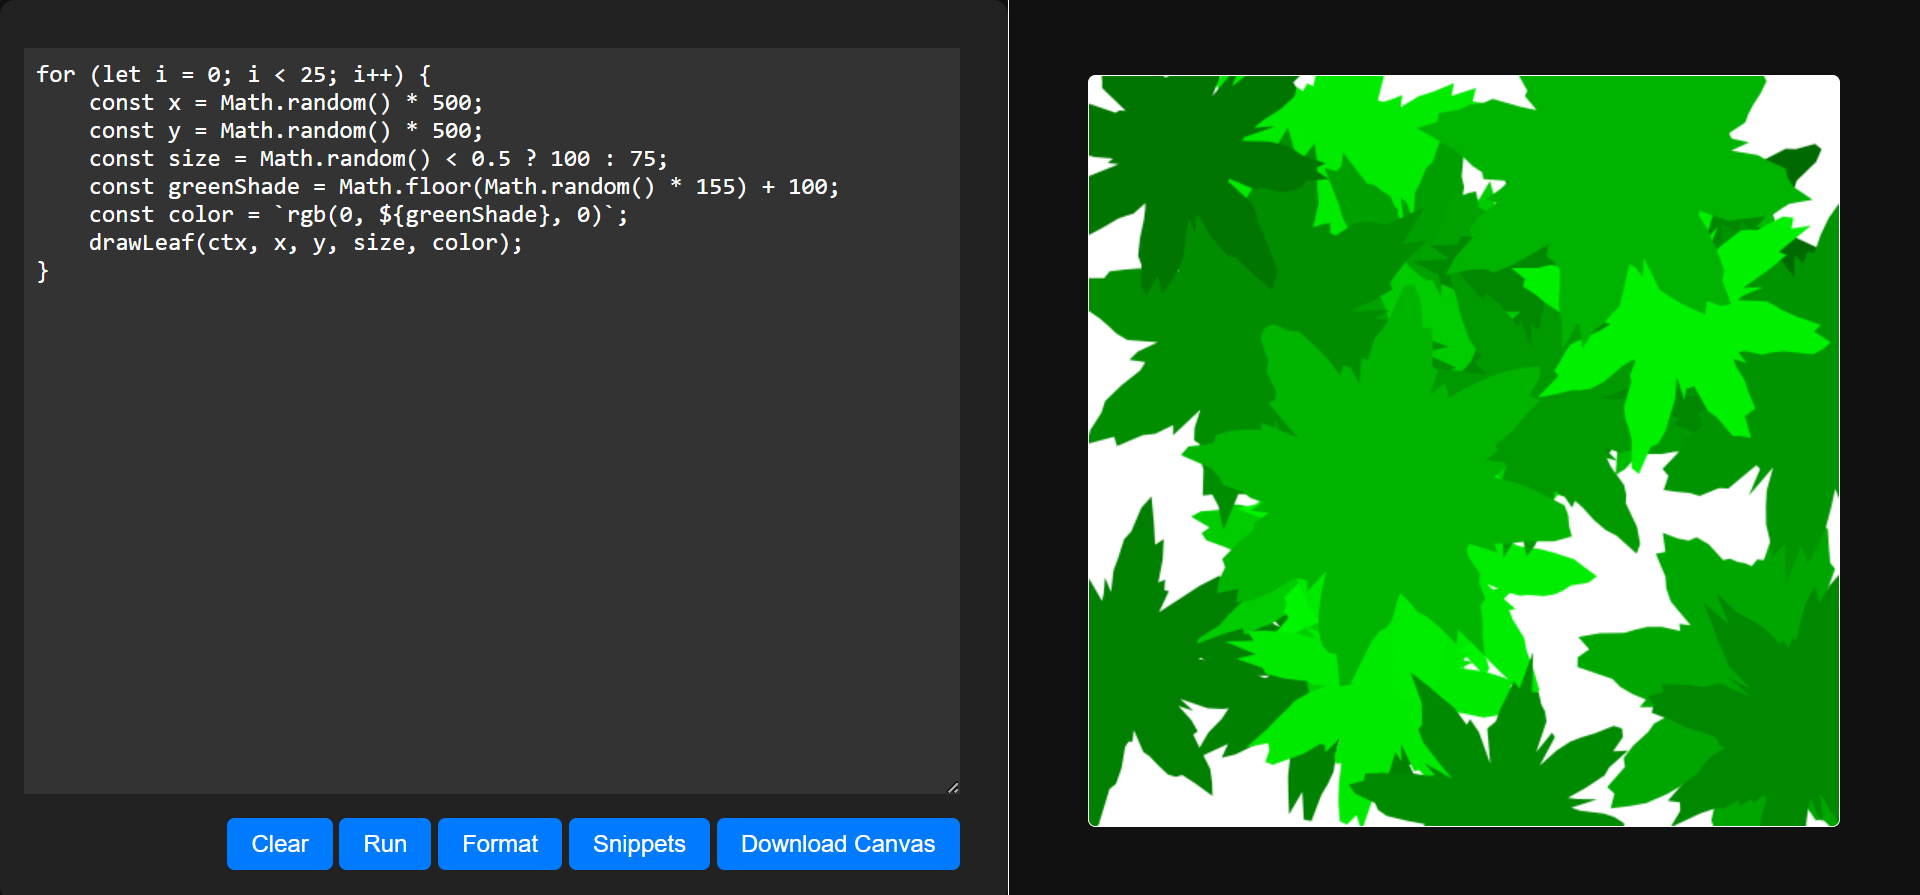 for (let i = 0; i < 25; i++) {
    const x = Math.random() * 500;
    const y = Math.random() * 500;
    const size = Math.random() < 0.5 ? 100 : 75;
    const greenShade = Math.floor(Math.random() * 155) + 100;
    const color = `rgb(0, ${greenShade}, 0)`;
    drawLeaf(ctx, x, y, size, color);
}
Clear Run Format Snippets Download Canvas